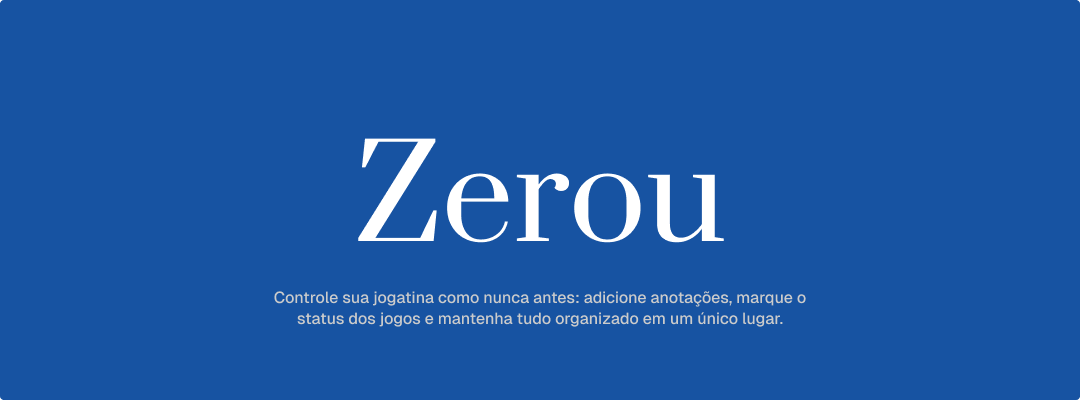 Zerou
Controle sua jogatina como nunca antes: adicione anotações, marque o
status dos jogos e mantenha tudo organizado em um único lugar.